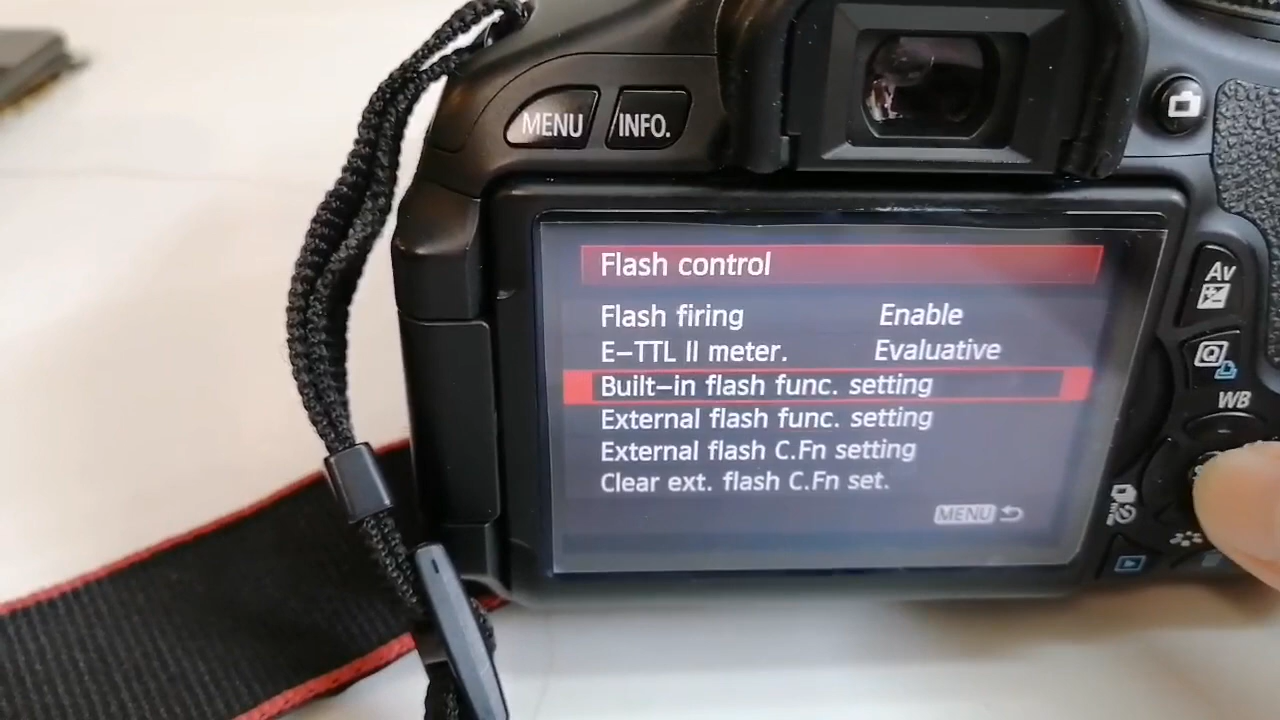 MENU INFO.
Flash control
Flash firing Enable
E-TTL II meter. Evaluative
Built-in flash func. setting
External flash func. setting
External flash C.Fn setting
Clear ext. flash C.Fn set.
MENU
Av
Q
WB